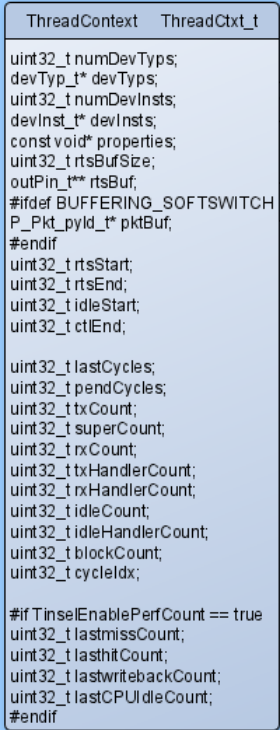 ThreadContext ThreadCtxt_t
uint32_t numDevTyps;
devTyp_t* devTyps;
uint32_t numDevInsts;
devInst_t* devInsts;
const void* properties;
uint32_t rtsBufSize;
outPin_t** rtsBuf;
#ifdef BUFFERING_SOFTSWITCH
P_Pkt_pyld_t* pktBuf;
#endif
uint32_t rtsStart;
uint32_t rtsEnd;
uint32_t idleStart;
uint32_t ctlEnd;
uint32_t lastCycles;
uint32_t pendCycles;
uint32_t txCount;
uint32_t superCount;
uint32_t rxCount;
uint32_t txHandlerCount;
uint32_t rxHandlerCount;
uint32_t idleCount;
uint32_t idleHandlerCount;
uint32_t blockCount;
uint32_t cycleIdx;
#if TinselEnablePerfCount == true
uint32_t lastmissCount;
uint32_t lasthitCount;
uint32_t lastwritebackCount;
uint32_t lastCPUIdleCount;
#endif